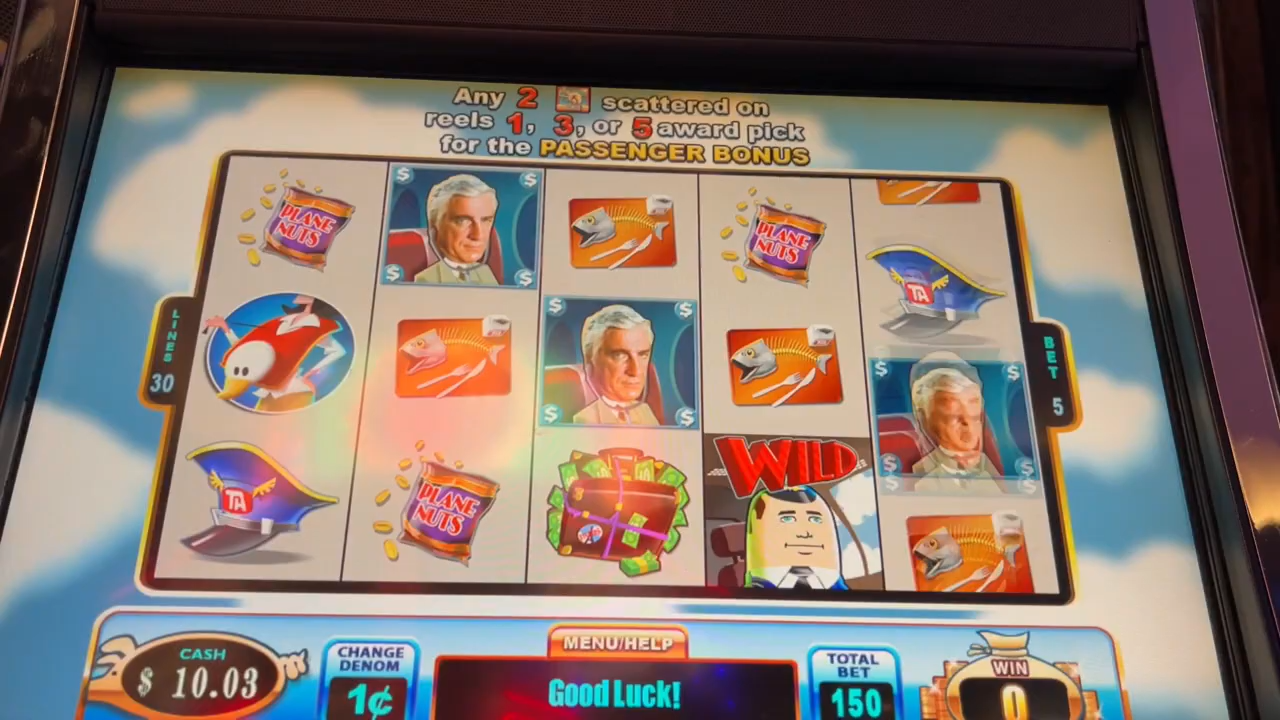 Any 2 scattered on
reels 1, 3, or 5 award pick
for the PASSENGER BONUS
PLANE
NUTS
$ $
$ $
PLANE
NUTS
TA
LINES
30
$ $
$ $
BET
5
$ $
$ $
TA
PLANE
NUTS
WILD
CASH
$ 10.03
CHANGE
DENOM
1¢
MENU/HELP
Good Luck!
TOTAL
BET
150
WIN
0